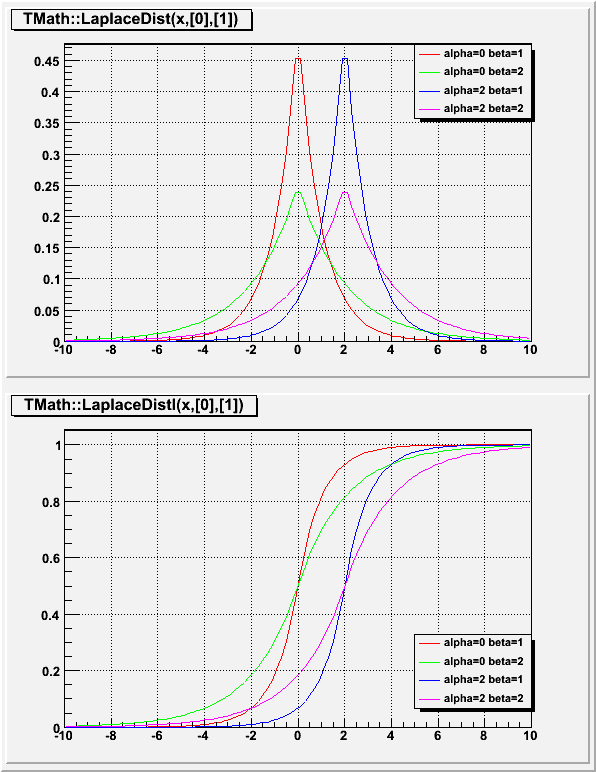 TMath::LaplaceDist(x,[0],[1])
alpha=0 beta=1
alpha=0 beta=2
alpha=2 beta=1
alpha=2 beta=2
0.45
0.4
0.35
0.3
0.25
0.2
0.15
0.1
0.05
0
-10 -8 -6 -4 -2 0 2 4 6 8 10
TMath::LaplaceDistI(x,[0],[1])
1
0.8
0.6
0.4
0.2
0
alpha=0 beta=1
alpha=0 beta=2
alpha=2 beta=1
alpha=2 beta=2
-10 -8 -6 -4 -2 0 2 4 6 8 10